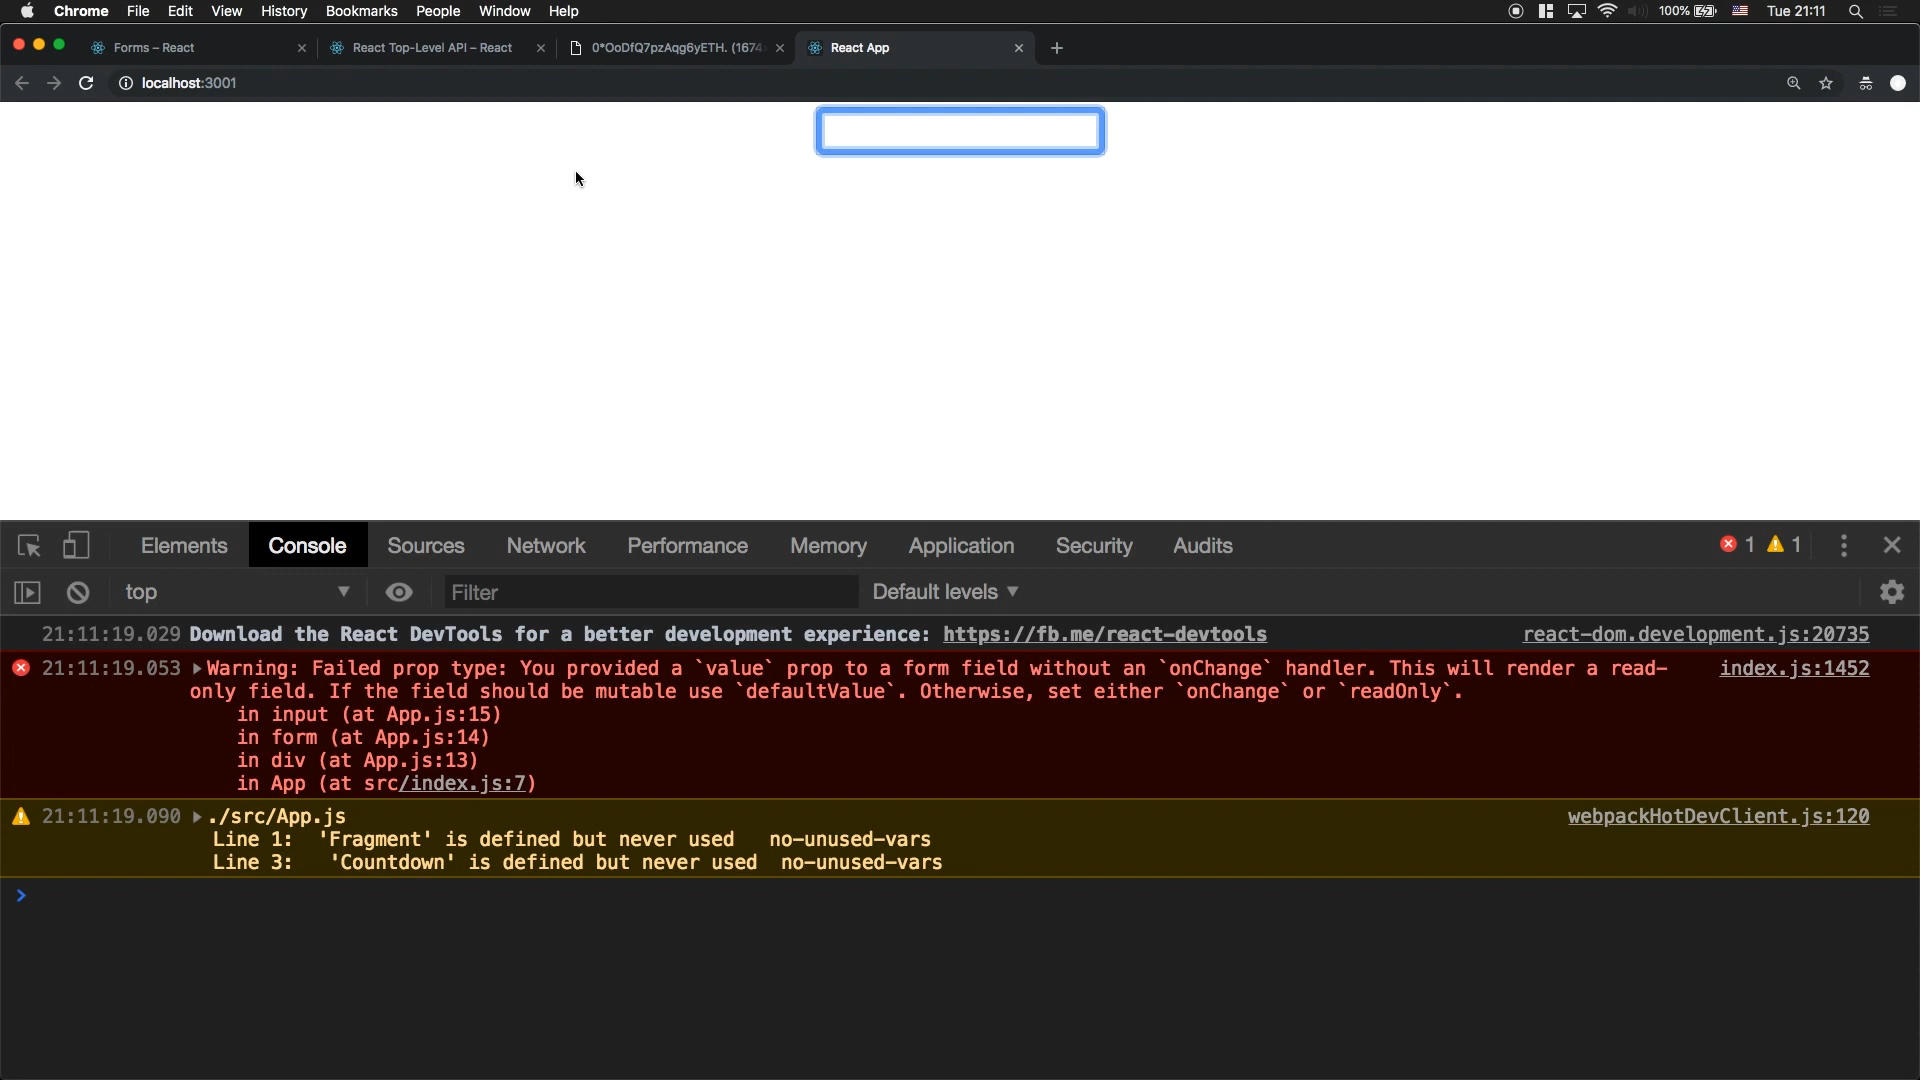 Chrome File Edit View History Bookmarks People Window Help 100% Tue 21:11
Forms – React React Top-Level API – React 0*OoDfQ7pzAqg6yETH. (1674 React App
localhost:3001
Elements Console Sources Network Performance Memory Application Security Audits 1 1
top Filter Default levels
21:11:19.029 Download the React DevTools for a better development experience: https://fb.me/react-devtools react-dom.development.js:20735
21:11:19.053 Warning: Failed prop type: You provided a `value` prop to a form field without an `onChange` handler. This will render a read- index.js:1452
only field. If the field should be mutable use `defaultValue`. Otherwise, set either `onChange` or `readOnly`.
in input (at App.js:15)
in form (at App.js:14)
in div (at App.js:13)
in App (at src/index.js:7)
21:11:19.090 ./src/App.js webpackHotDevClient.js:120
Line 1: 'Fragment' is defined but never used no-unused-vars
Line 3: 'Countdown' is defined but never used no-unused-vars